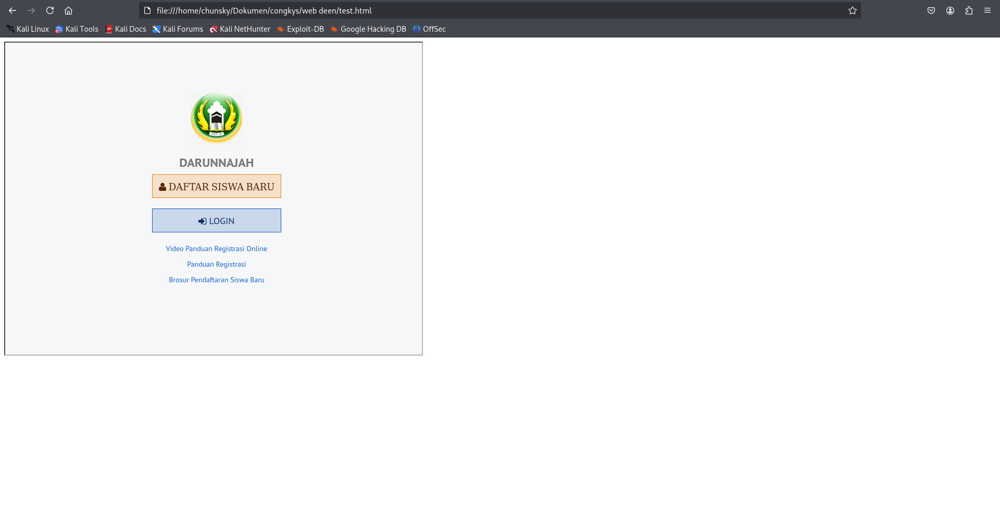 file:///home/chunsky/Dokumen/congkys/web deen/test.html
Kali Linux Kali Tools Kali Docs Kali Forums Kali NetHunter Exploit-DB Google Hacking DB OffSec
DARUNNAJAH
DAFTAR SISWA BARU
LOGIN
Video Panduan Registrasi Online
Panduan Registrasi
Brosur Pendaftaran Siswa Baru